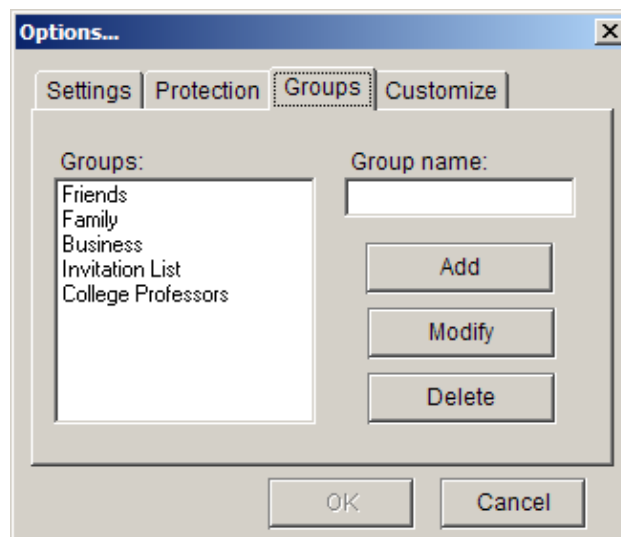 Options...
Settings Protection Groups Customize
Groups:
Friends
Family
Business
Invitation List
College Professors
Group name:
Add
Modify
Delete
OK Cancel